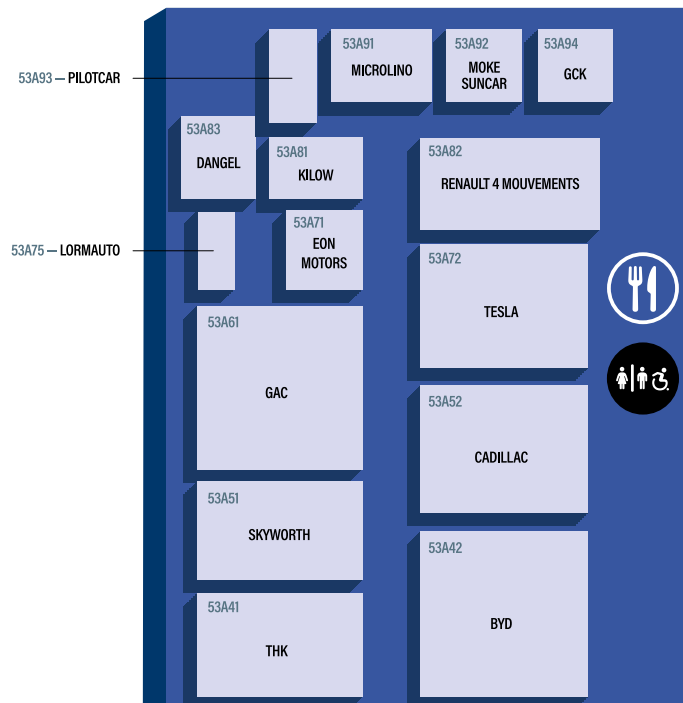 53A91
53A92
53A94
53A93 — PILOTCAR
MICROLINO
MOKE
SUNCAR
GCK
53A83
DANGEL
53A81
KILOW
53A82
RENAULT 4 MOUVEMENTS
53A75 — LORMAUTO
53A71
EON
MOTORS
53A72
TESLA
53A61
GAC
53A52
CADILLAC
53A51
SKYWORTH
53A42
BYD
53A41
THK